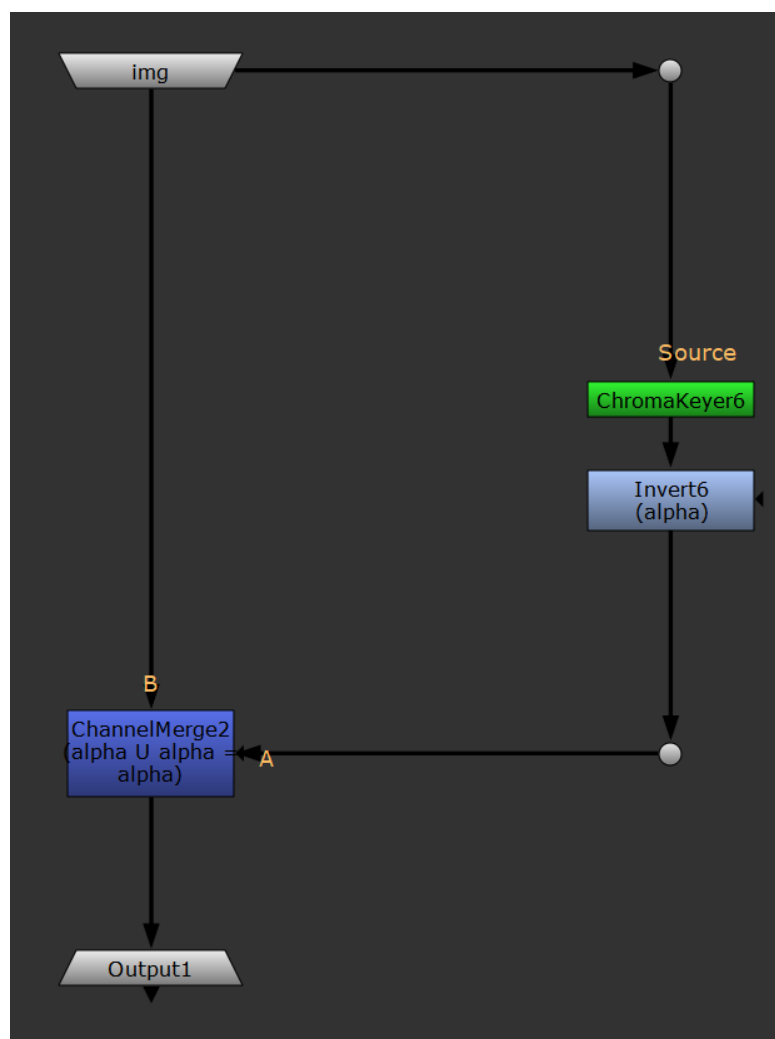 img
Source
ChromaKeyer6
Invert6
(alpha)
B
ChannelMerge2
(alpha U alpha =
alpha)
A
Output1